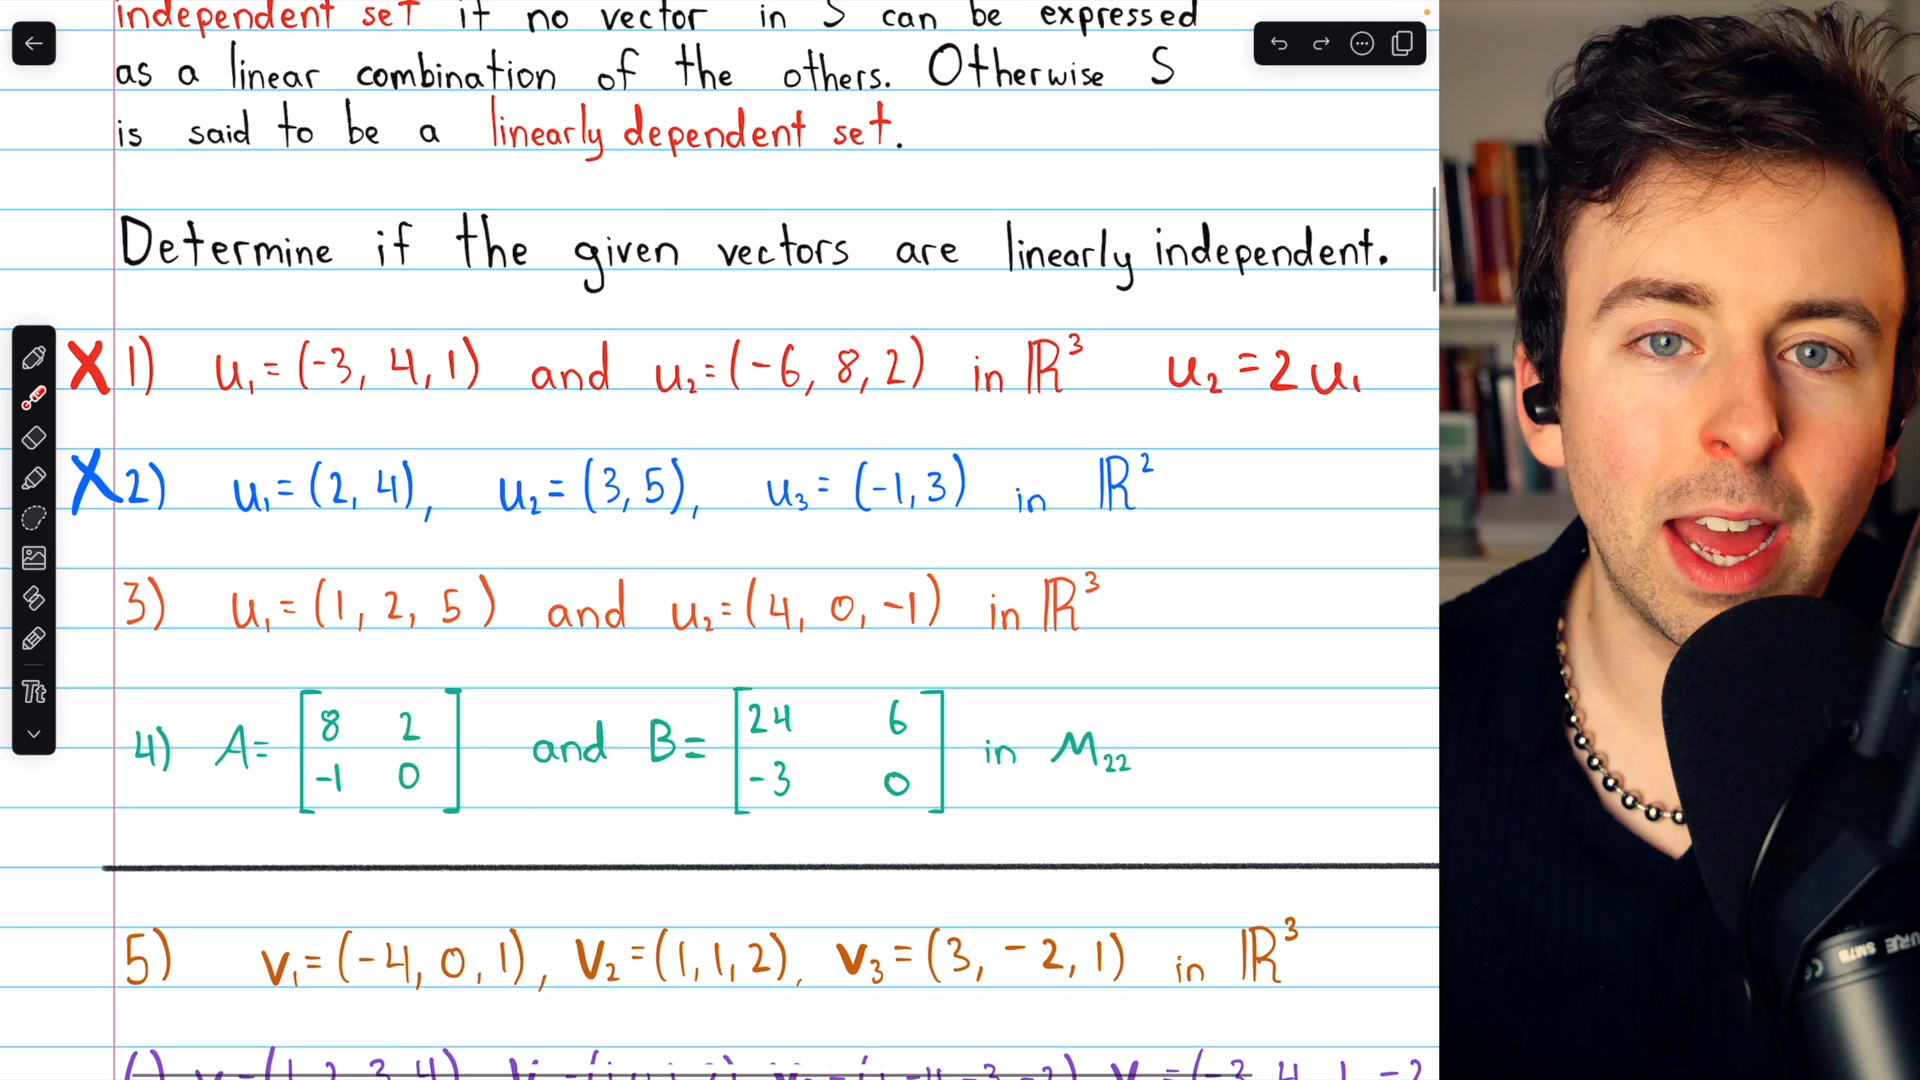 independent set if no vector in S can be expressed
as a linear combination of the others. Otherwise S
is said to be a linearly dependent set.
Determine if the given vectors are linearly independent.
X 1) u₁ = (-3, 4, 1) and u₂ = (-6, 8, 2) in ℝ³ u₂ = 2u₁
X 2) u₁ = (2, 4), u₂ = (3, 5), u₃ = (-1, 3) in ℝ²
3) u₁ = (1, 2, 5) and u₂ = (4, 0, -1) in ℝ³
4) A = [8 2
-1 0] and B = [24 6
-3 0] in M₂₂
5) v₁ = (-4, 0, 1), v₂ = (1, 1, 2), v₃ = (3, -2, 1) in ℝ³
Tt
SM7B